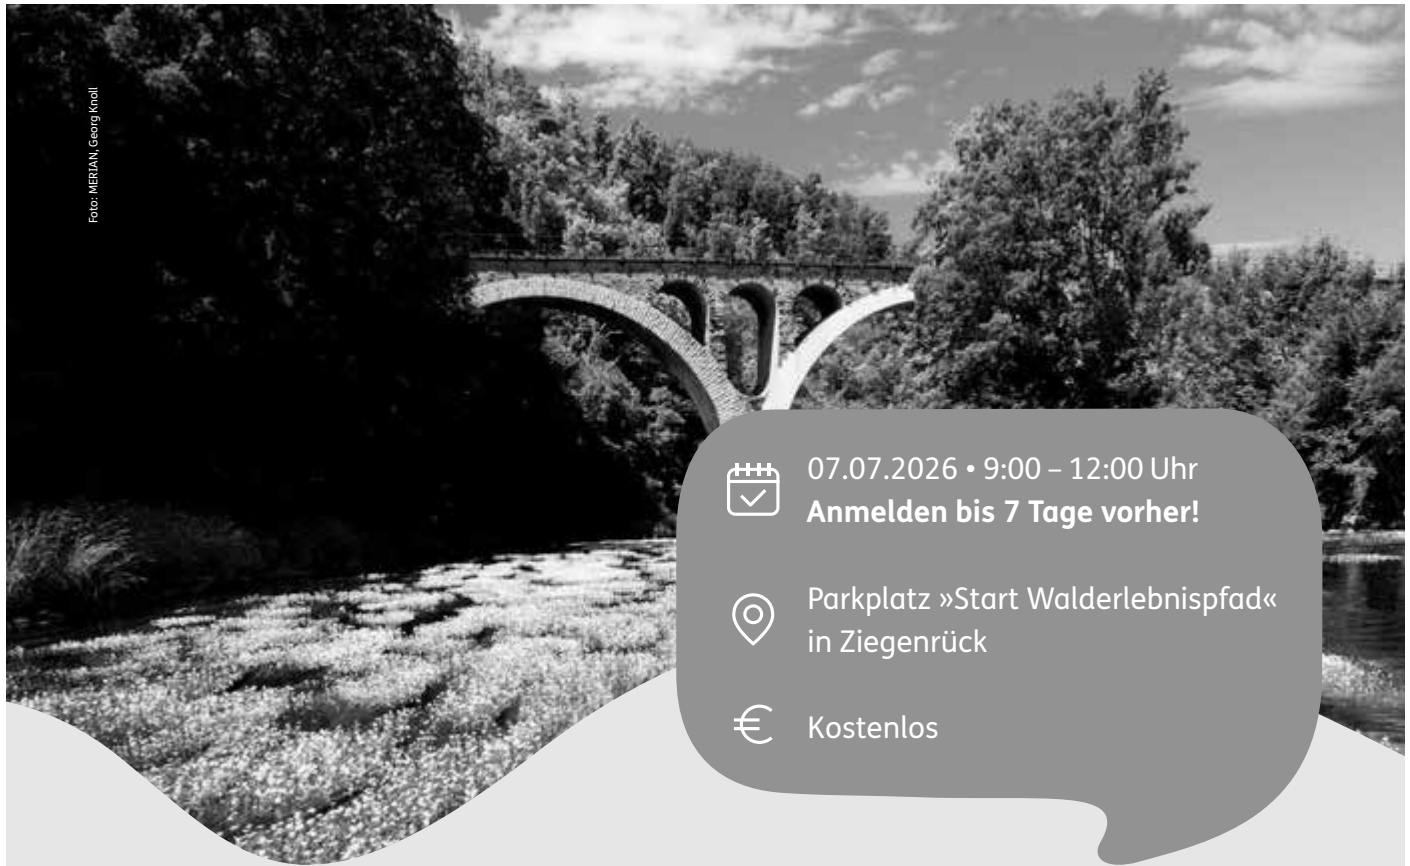 Foto: MERIAN, Georg Knoll
07.07.2026 • 9:00 – 12:00 Uhr
Anmelden bis 7 Tage vorher!
Parkplatz »Start Walderlebnispfad«
in Ziegenrück
Kostenlos